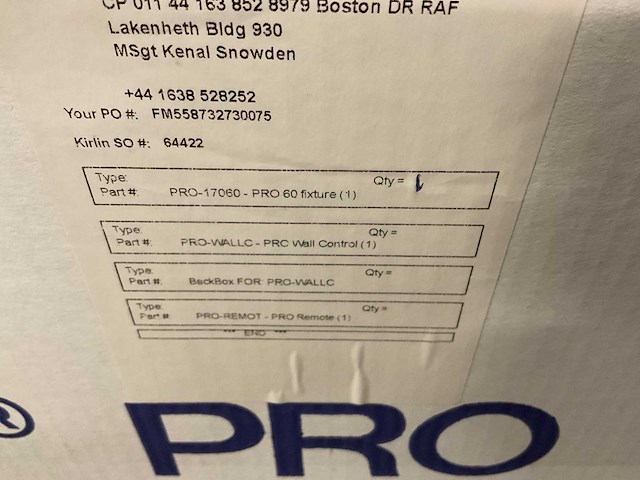 CP 011 44 163 852 8979 Boston DR RAF
Lakenheth Bldg 930
MSgt Kenal Snowden
+44 1638 528252
Your PO #: FM558732730075
Kirlin SO #: 64422
Type: Qty = 1
Part #: PRO-17060 - PRO 60 fixture (1)
Type: Qty =
Part #: PRO-WALLC - PRC Wall Control (1)
Type: Qty =
Part #: BackBox FOR PRO-WALLC
Type: Qty =
Part #: PRO-REMOT - PRO Remote (1)
*** END ***
® PRO